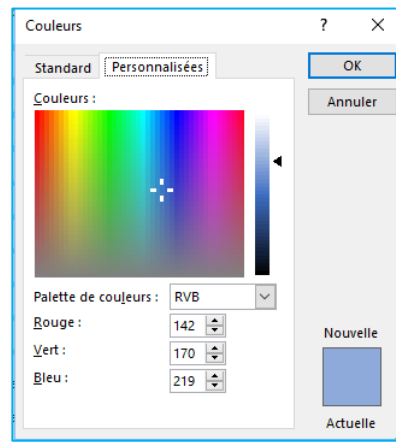 Couleurs ? ×
Standard Personnalisées
OK
Annuler
Couleurs :
Palette de couleurs : RVB
Rouge : 142
Vert : 170
Bleu : 219
Nouvelle
Actuelle